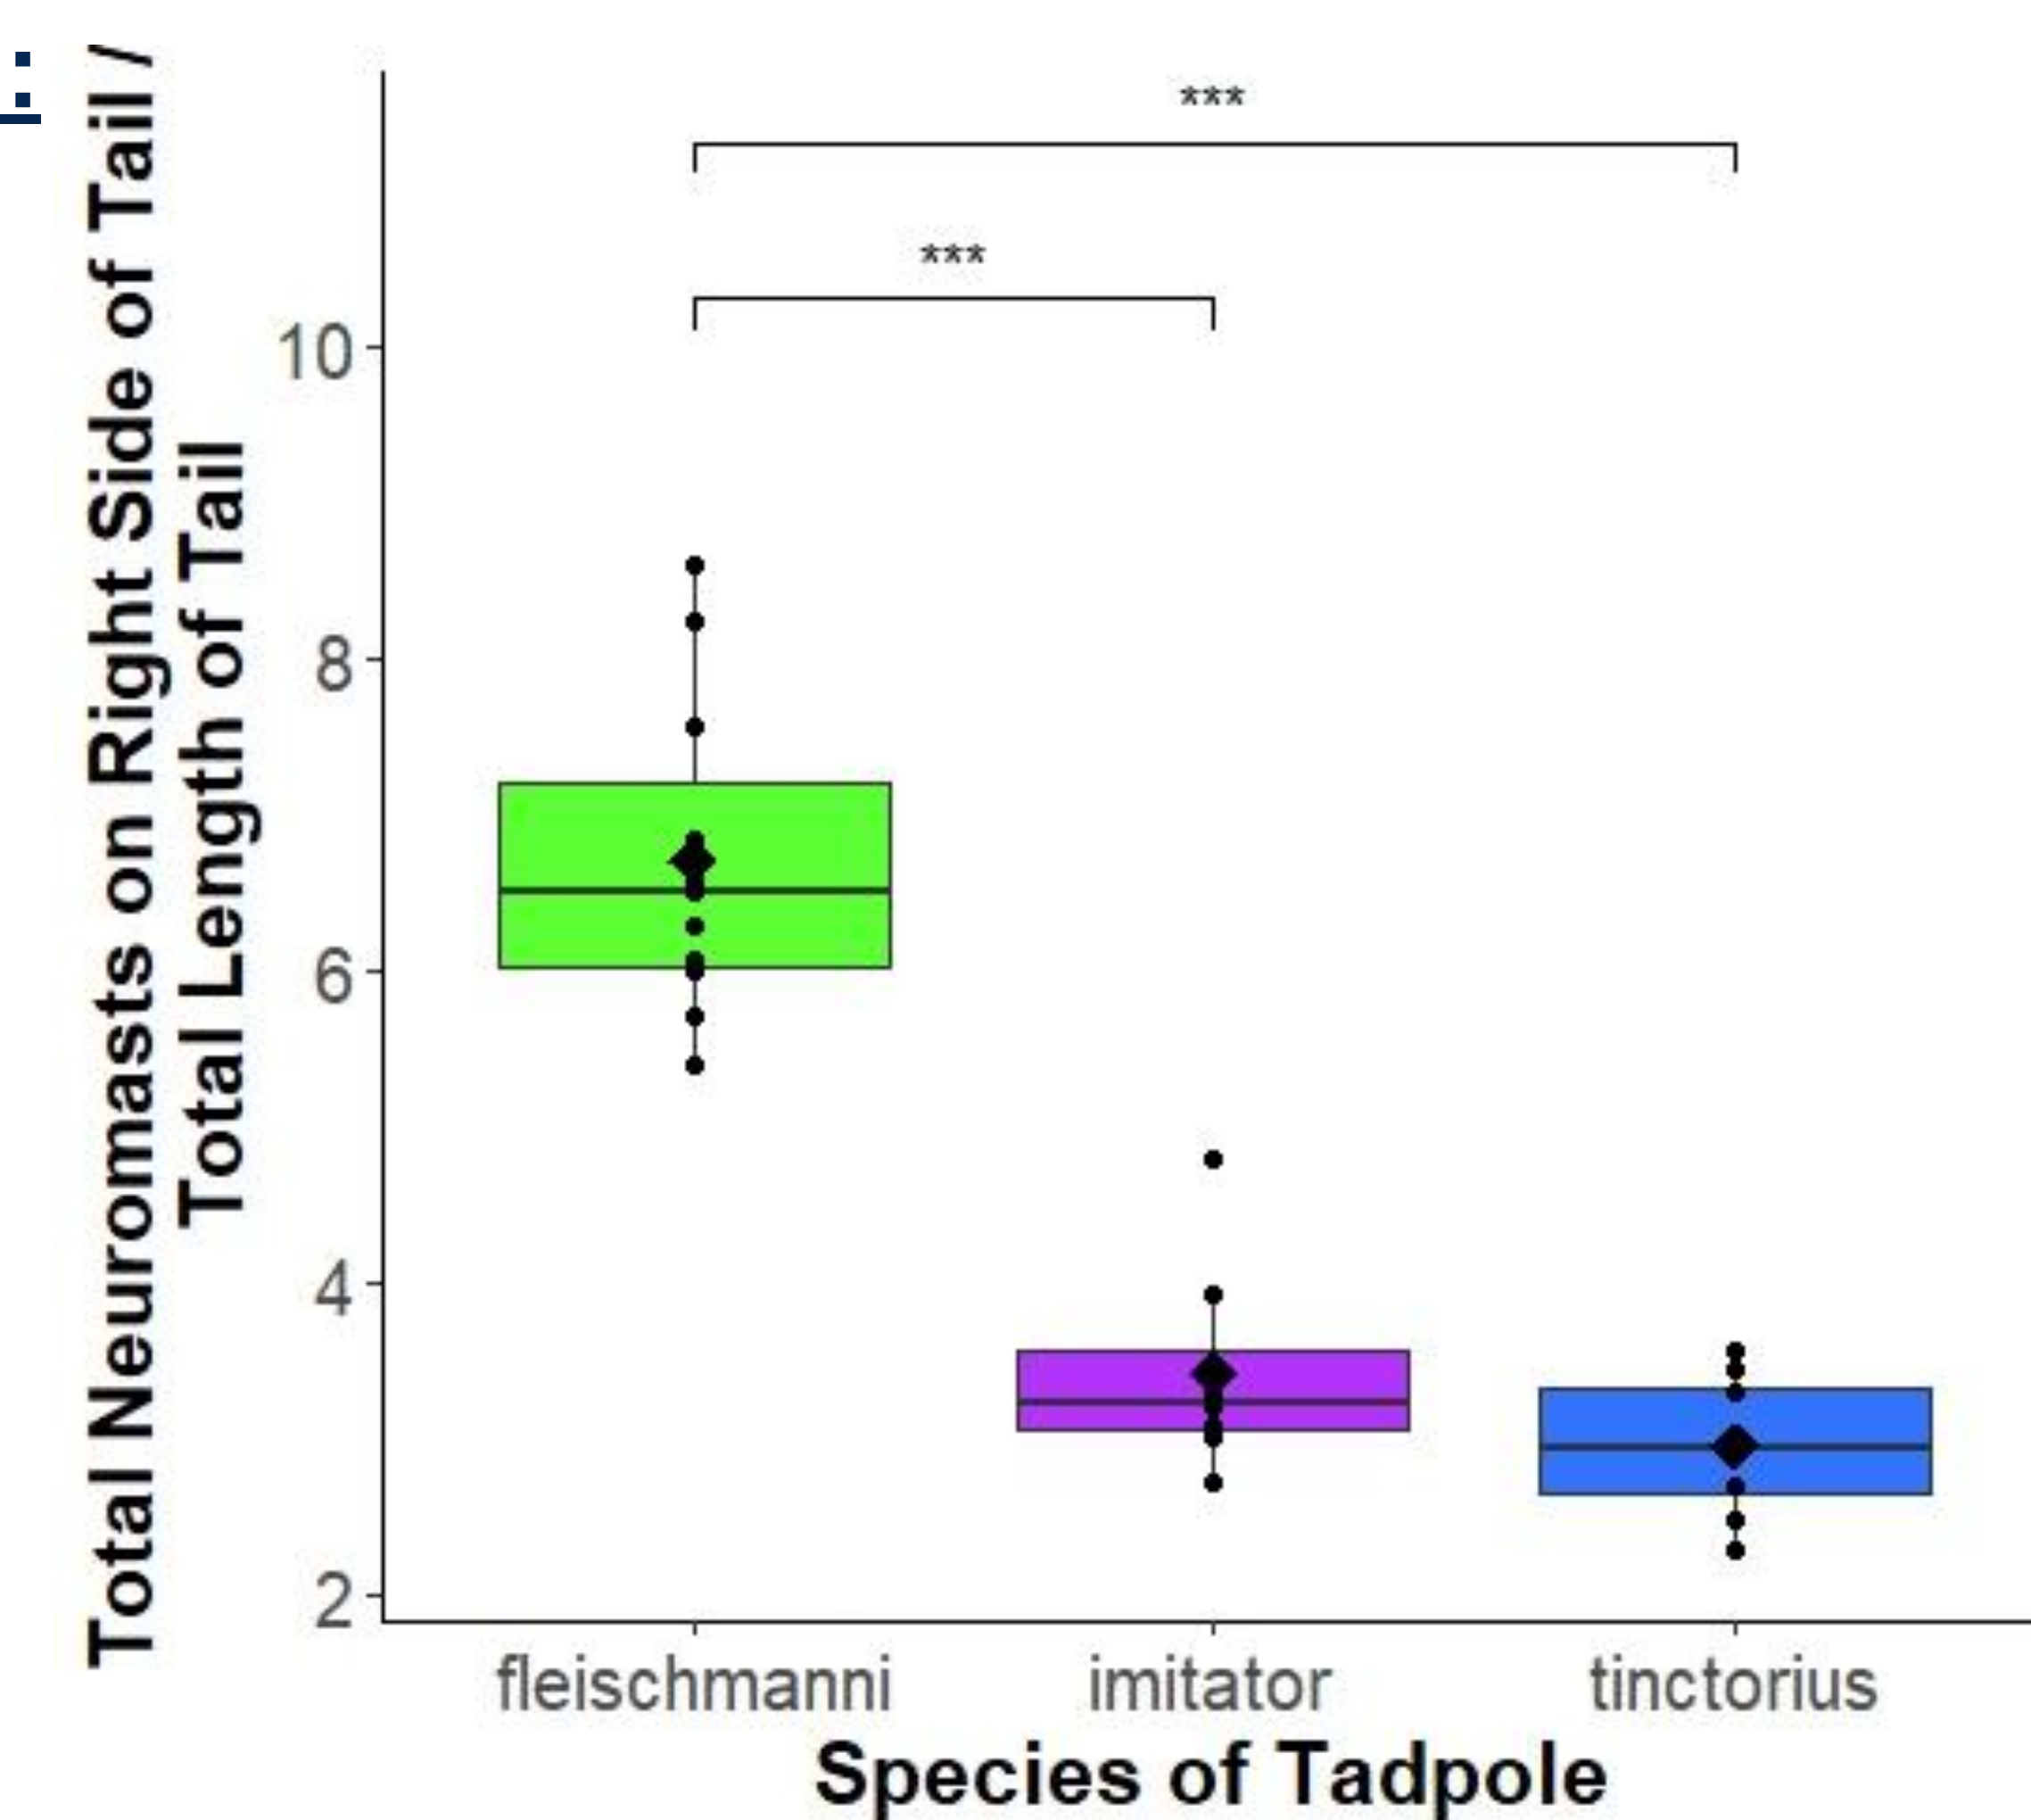 :
Total Neuromasts on Right Side of Tail /
Total Length of Tail
***
***
10
8
6
4
2
fleischmanni imitator tinctorius
Species of Tadpole